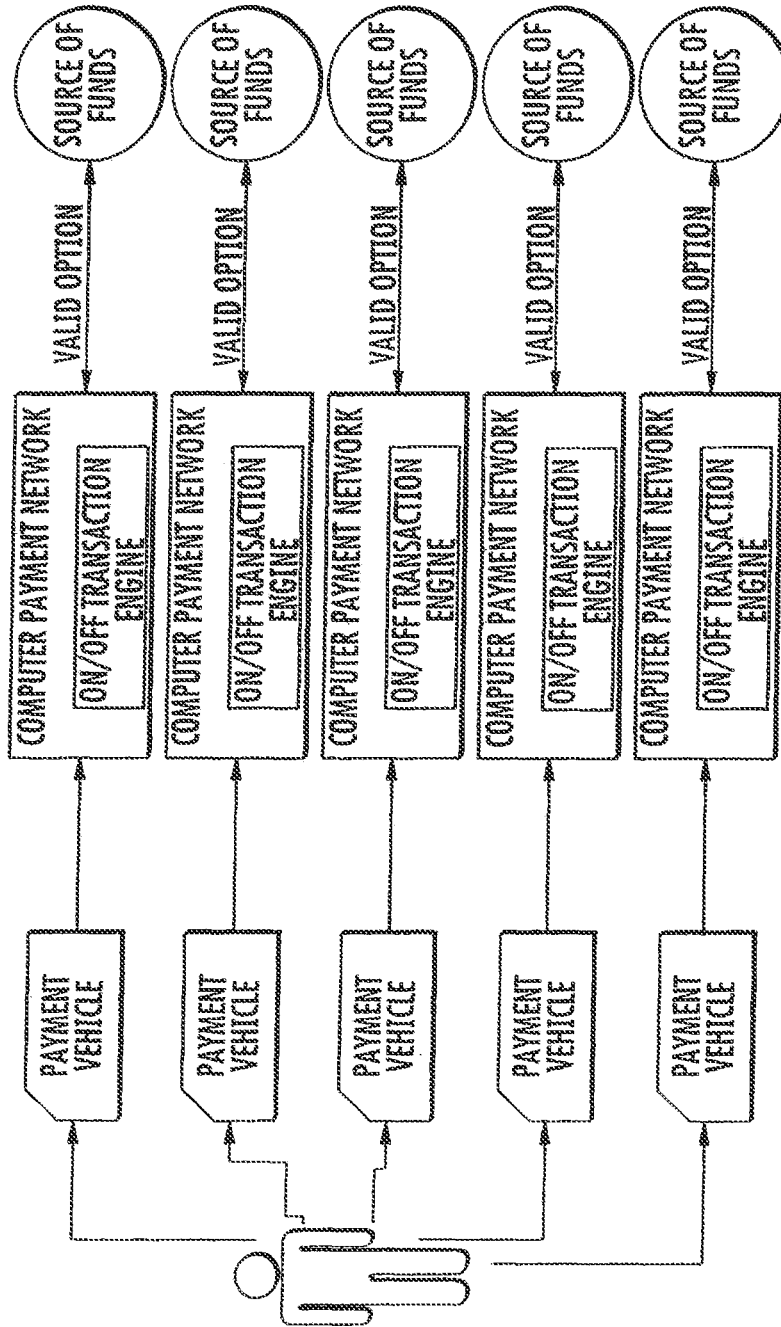 PAYMENT
VEHICLE
COMPUTER PAYMENT NETWORK
ON/OFF TRANSACTION
ENGINE
VALID OPTION
SOURCE OF
FUNDS
PAYMENT
VEHICLE
COMPUTER PAYMENT NETWORK
ON/OFF TRANSACTION
ENGINE
VALID OPTION
SOURCE OF
FUNDS
PAYMENT
VEHICLE
COMPUTER PAYMENT NETWORK
ON/OFF TRANSACTION
ENGINE
VALID OPTION
SOURCE OF
FUNDS
PAYMENT
VEHICLE
COMPUTER PAYMENT NETWORK
ON/OFF TRANSACTION
ENGINE
VALID OPTION
SOURCE OF
FUNDS
PAYMENT
VEHICLE
COMPUTER PAYMENT NETWORK
ON/OFF TRANSACTION
ENGINE
VALID OPTION
SOURCE OF
FUNDS